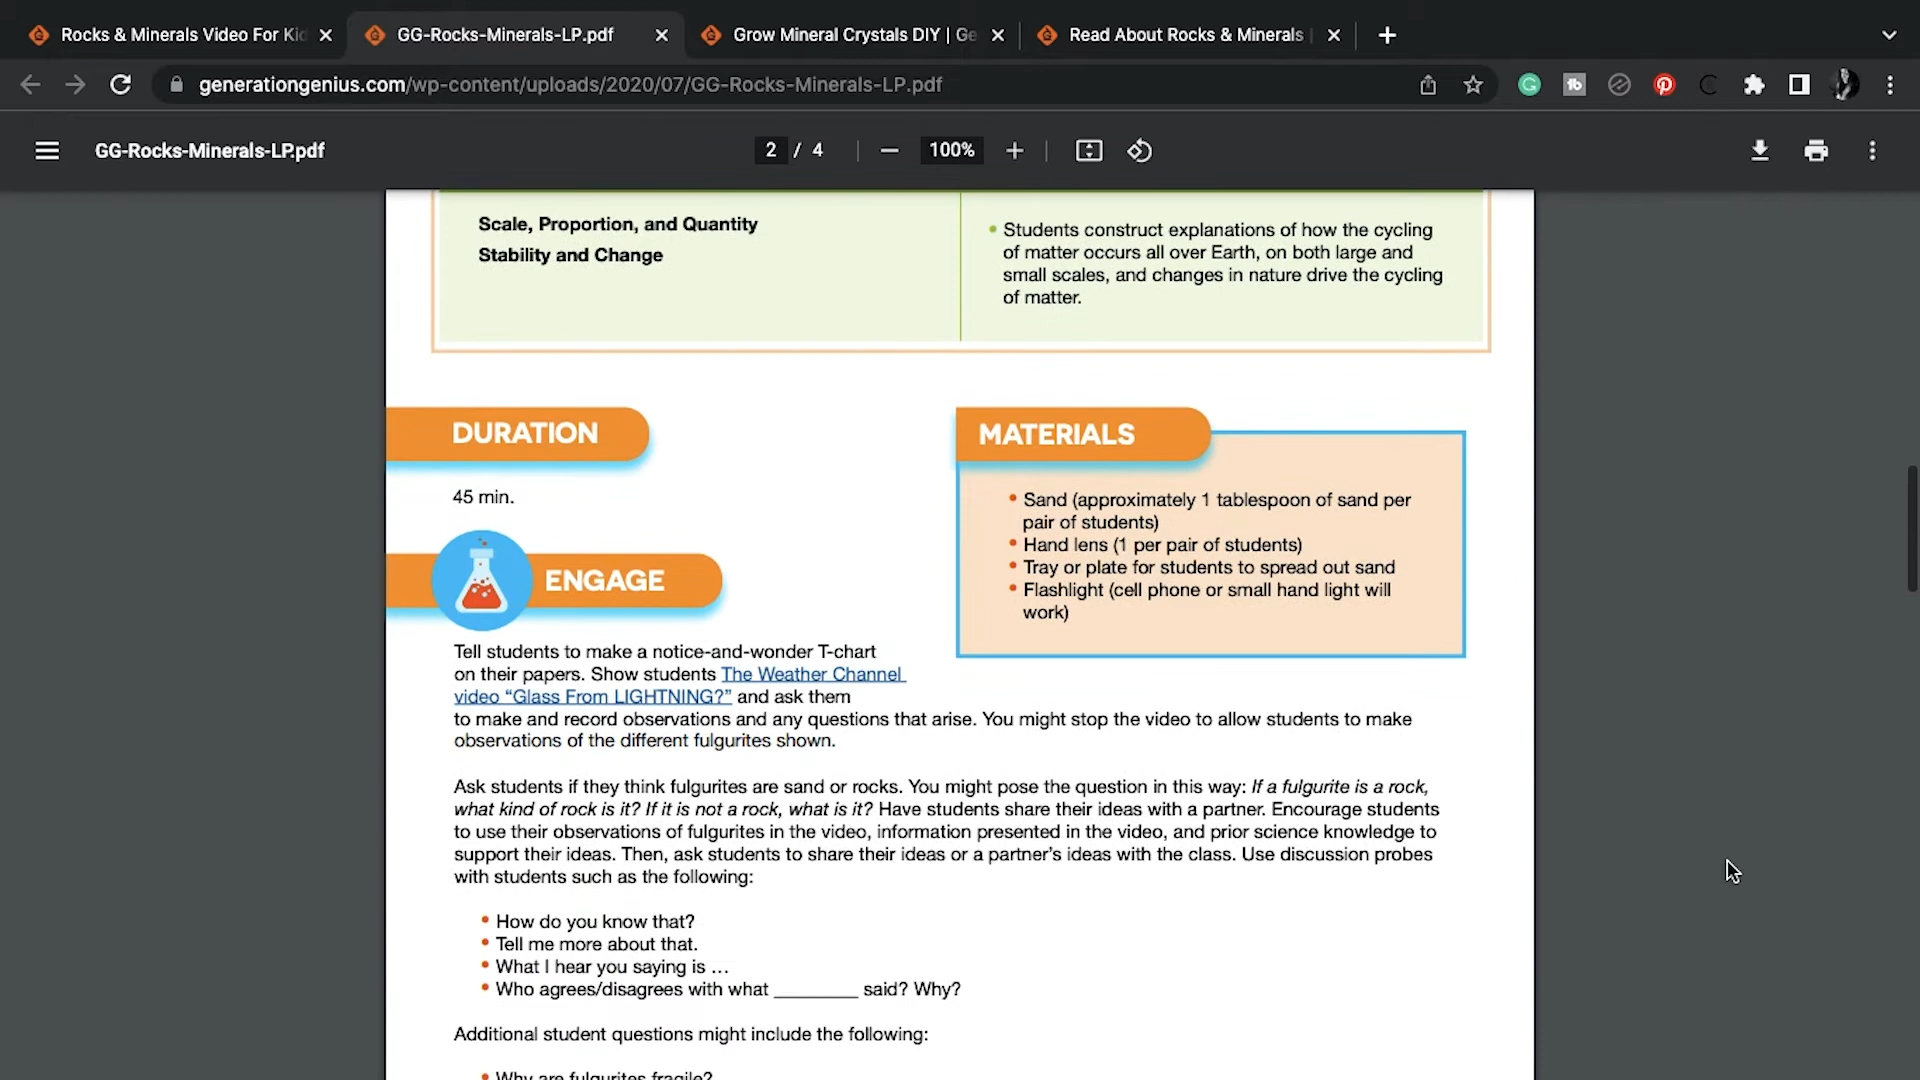 Rocks & Minerals Video For Kid
GG-Rocks-Minerals-LP.pdf
Grow Mineral Crystals DIY | Ge
Read About Rocks & Minerals |
generationgenius.com/wp-content/uploads/2020/07/GG-Rocks-Minerals-LP.pdf
GG-Rocks-Minerals-LP.pdf
2 / 4
100%
Scale, Proportion, and Quantity
Stability and Change
• Students construct explanations of how the cycling
of matter occurs all over Earth, on both large and
small scales, and changes in nature drive the cycling
of matter.
DURATION
45 min.
MATERIALS
• Sand (approximately 1 tablespoon of sand per
pair of students)
• Hand lens (1 per pair of students)
• Tray or plate for students to spread out sand
• Flashlight (cell phone or small hand light will
work)
ENGAGE
Tell students to make a notice-and-wonder T-chart
on their papers. Show students The Weather Channel
video “Glass From LIGHTNING?” and ask them
to make and record observations and any questions that arise. You might stop the video to allow students to make
observations of the different fulgurites shown.
Ask students if they think fulgurites are sand or rocks. You might pose the question in this way: If a fulgurite is a rock,
what kind of rock is it? If it is not a rock, what is it? Have students share their ideas with a partner. Encourage students
to use their observations of fulgurites in the video, information presented in the video, and prior science knowledge to
support their ideas. Then, ask students to share their ideas or a partner’s ideas with the class. Use discussion probes
with students such as the following:
• How do you know that?
• Tell me more about that.
• What I hear you saying is …
• Who agrees/disagrees with what ________ said? Why?
Additional student questions might include the following:
• Why are fulgurites fragile?